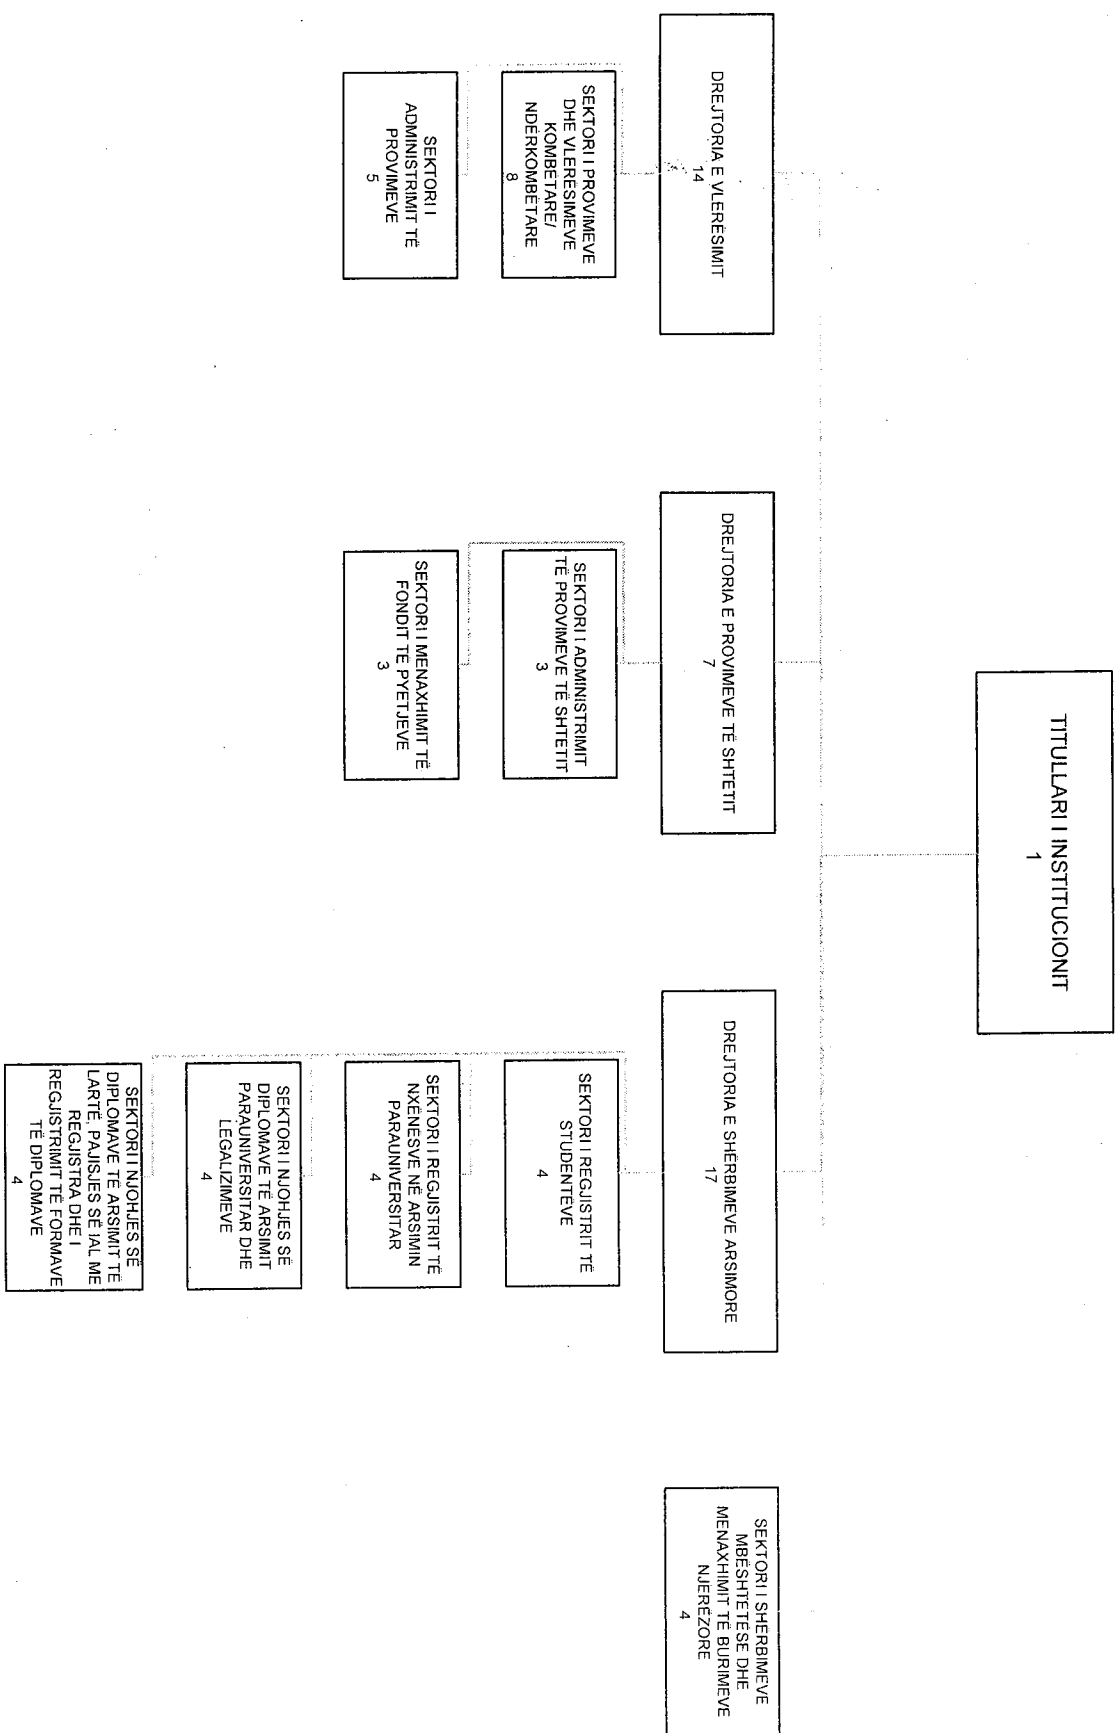 TITULLARI I INSTITUCIONIT
1
DREJTORIA E VLERËSIMIT
14
SEKTORI I PROVIMEVE
DHE VLERËSIMEVE
KOMBËTARE/
NDËRKOMBËTARE
8
SEKTORI I
ADMINISTRIMIT TË
PROVIMEVE
5
DREJTORIA E PROVIMEVE TË SHTETIT
7
SEKTORI I ADMINISTRIMIT
TË PROVIMEVE TË SHTETIT
3
SEKTORI I MENAXHIMIT TË
FONDIT TË PYETJEVE
3
DREJTORIA E SHËRBIMEVE ARSIMORE
17
SEKTORI I REGJISTRIT TË
STUDENTËVE
4
SEKTORI I REGJISTRIT TË
NXËNËSVE NË ARSIMIN
PARAUNIVERSITAR
4
SEKTORI I NJOHJES SË
DIPLOMAVE TË ARSIMIT
PARAUNIVERSITAR DHE
LEGALIZIMEVE
4
SEKTORI I NJOHJES SË
DIPLOMAVE TË ARSIMIT TË
LARTË, PAJISJES SË IAL ME
REGJISTRA DHE I
REGJISTRIMIT TË FORMAVE
TË DIPLOMAVE
4
SEKTORI I SHËRBIMEVE
MBËSHTETËSE DHE
MENAXHIMIT TË BURIMEVE
NJERËZORE
4